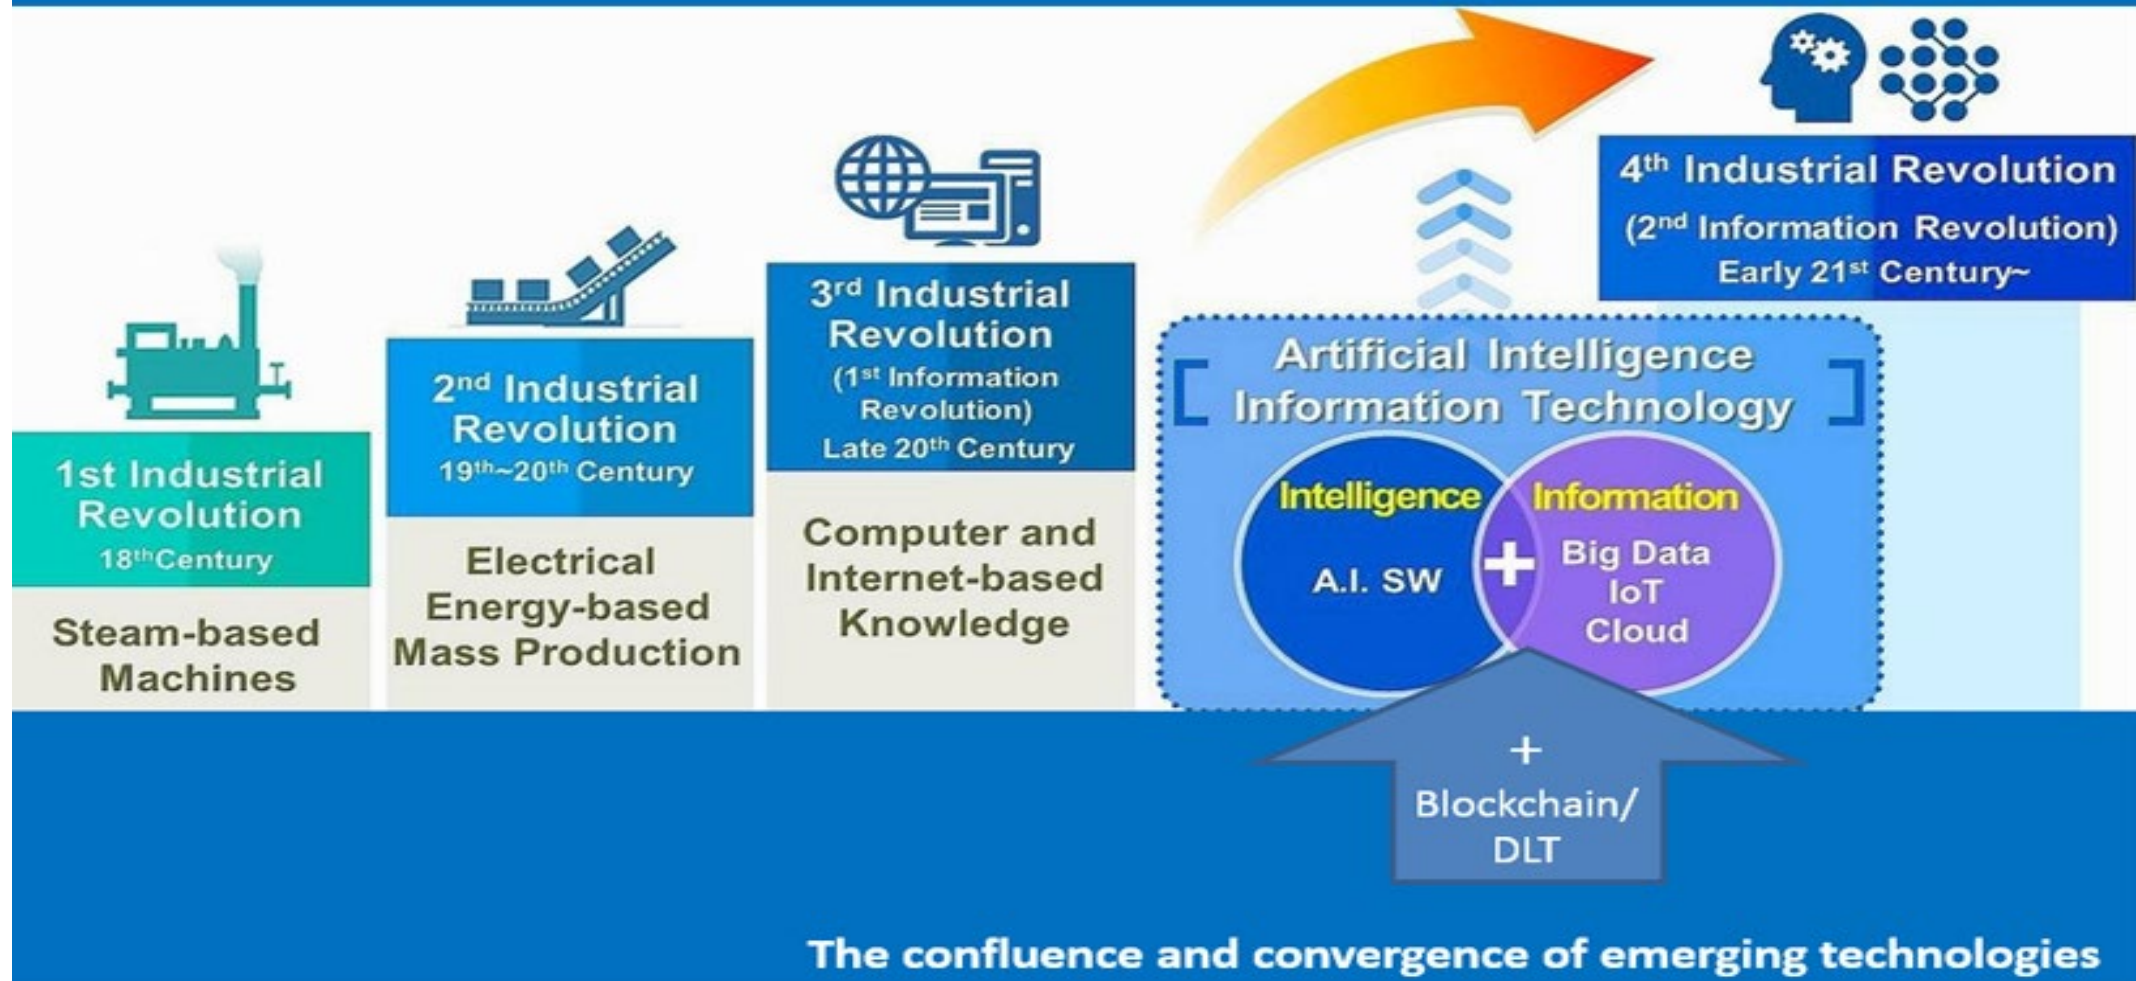 1st Industrial
Revolution
18th Century
Steam-based
Machines
2nd Industrial
Revolution
19th~20th Century
Electrical
Energy-based
Mass Production
3rd Industrial
Revolution
(1st Information
Revolution)
Late 20th Century
Computer and
Internet-based
Knowledge
Artificial Intelligence
Information Technology
Intelligence
A.I. SW
+
Information
Big Data
IoT
Cloud
+
Blockchain/
DLT
4th Industrial Revolution
(2nd Information Revolution)
Early 21st Century~
The confluence and convergence of emerging technologies